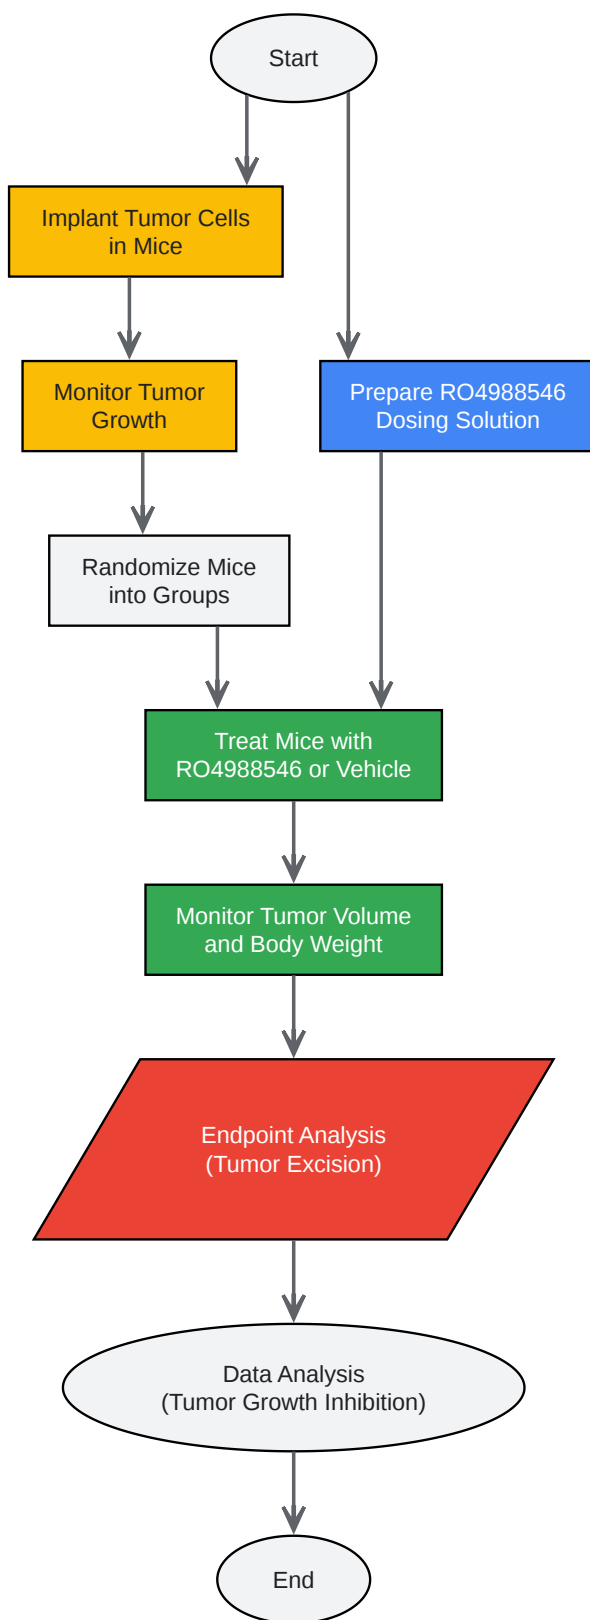 Start
Implant Tumor Cells
in Mice
Monitor Tumor
Growth
Prepare RO4988546
Dosing Solution
Randomize Mice
into Groups
Treat Mice with
RO4988546 or Vehicle
Monitor Tumor Volume
and Body Weight
Endpoint Analysis
(Tumor Excision)
Data Analysis
(Tumor Growth Inhibition)
End